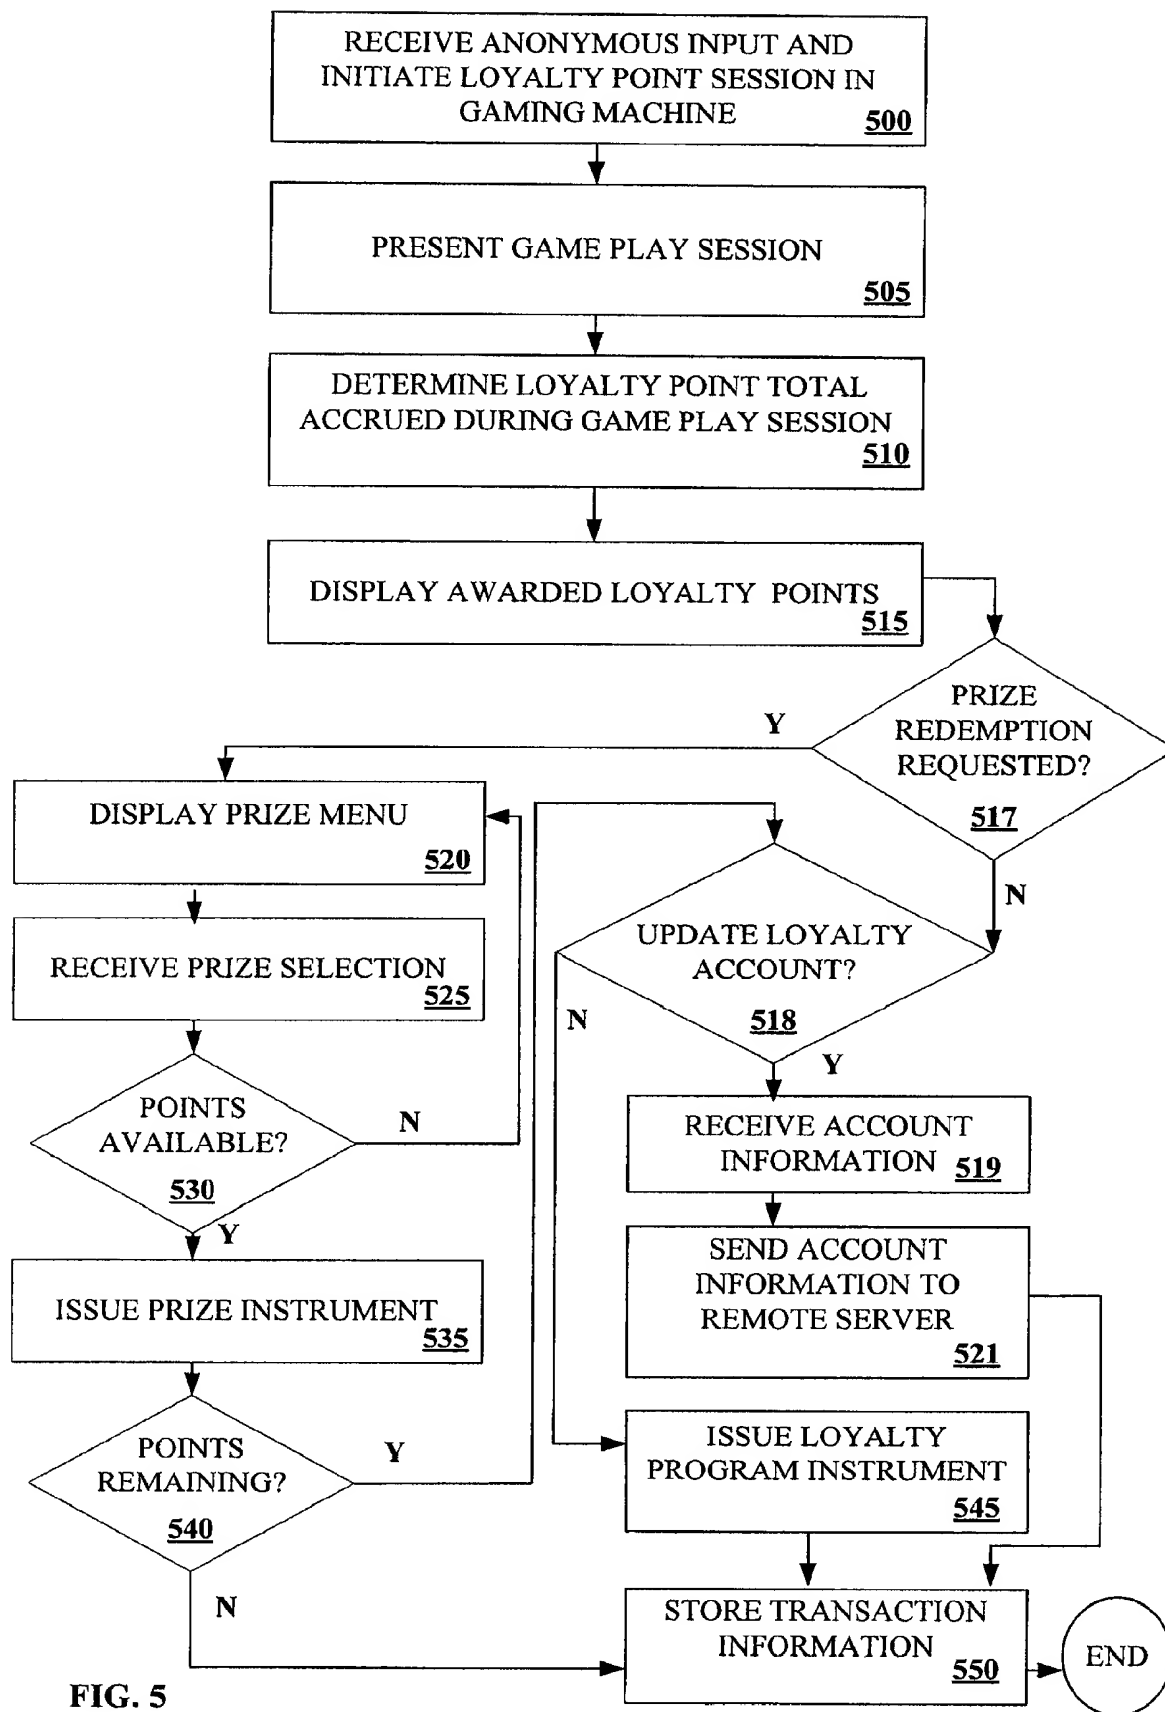 RECEIVE ANONYMOUS INPUT AND
INITIATE LOYALTY POINT SESSION IN
GAMING MACHINE
500
PRESENT GAME PLAY SESSION
505
DETERMINE LOYALTY POINT TOTAL
ACCRUED DURING GAME PLAY SESSION
510
DISPLAY AWARDED LOYALTY POINTS
515
PRIZE
REDEMPTION
REQUESTED?
517
Y
N
DISPLAY PRIZE MENU
520
RECEIVE PRIZE SELECTION
525
POINTS
AVAILABLE?
530
N
Y
ISSUE PRIZE INSTRUMENT
535
POINTS
REMAINING?
540
Y
N
UPDATE LOYALTY
ACCOUNT?
518
N
Y
RECEIVE ACCOUNT
INFORMATION
519
SEND ACCOUNT
INFORMATION TO
REMOTE SERVER
521
ISSUE LOYALTY
PROGRAM INSTRUMENT
545
STORE TRANSACTION
INFORMATION
550
END
FIG. 5